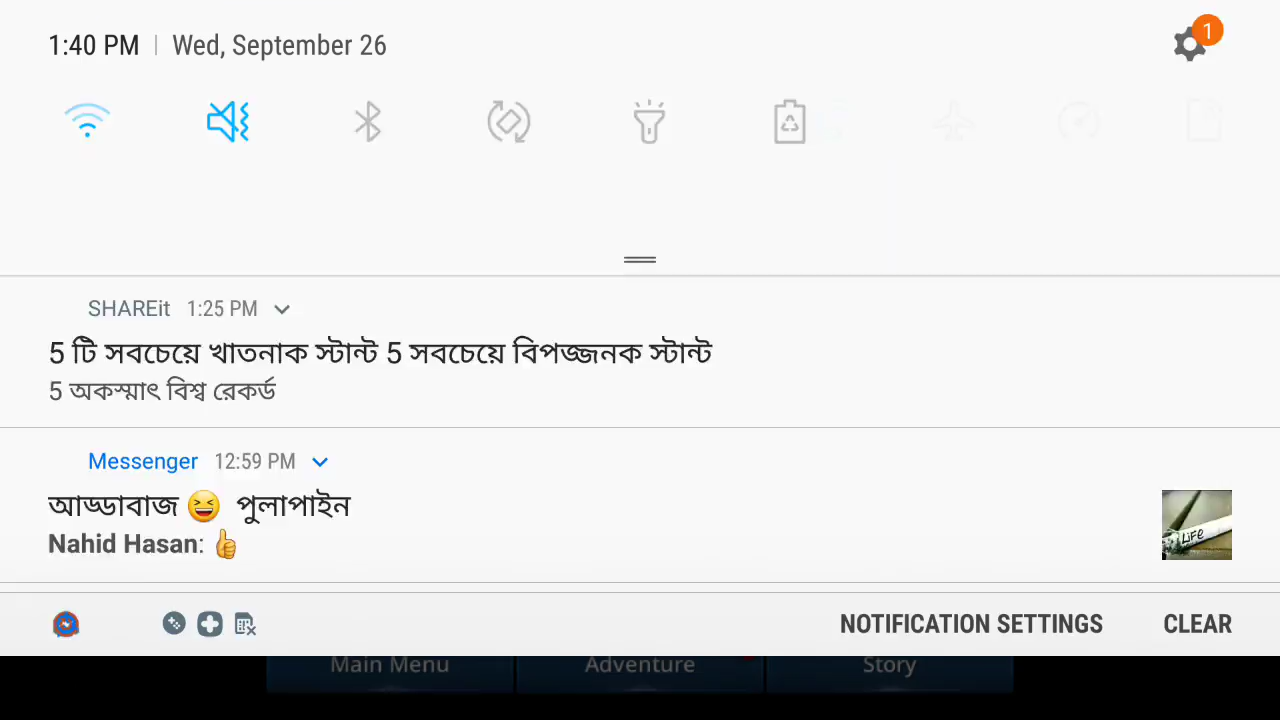 1:40 PM | Wed, September 26
1
SHAREit 1:25 PM
5 টি সবচেয়ে খাতনাক স্টান্ট 5 সবচেয়ে বিপজ্জনক স্টান্ট
5 অকস্মাৎ বিশ্ব রেকর্ড
Messenger 12:59 PM
আড্ডাবাজ 😆 পুলাপাইন
Nahid Hasan: 👍
LiFe
NOTIFICATION SETTINGS CLEAR
Main Menu Adventure Story